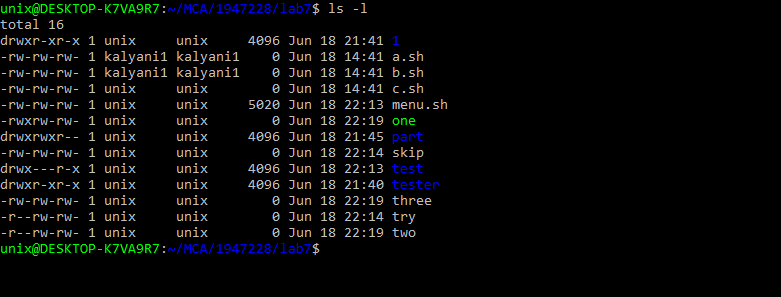 unix@DESKTOP-K7VA9R7:~/MCA/1947228/lab7$ ls -l
total 16
drwxr-xr-x 1 unix     unix     4096 Jun 18 21:41 1
-rw-rw-rw- 1 kalyani1 kalyani1    0 Jun 18 14:41 a.sh
-rw-rw-rw- 1 kalyani1 kalyani1    0 Jun 18 14:41 b.sh
-rw-rw-rw- 1 unix     unix        0 Jun 18 14:41 c.sh
-rw-rw-rw- 1 unix     unix     5020 Jun 18 22:13 menu.sh
-rwxrw-rw- 1 unix     unix        0 Jun 18 22:19 one
drwxrwxr-- 1 unix     unix     4096 Jun 18 21:45 part
-rw-rw-rw- 1 unix     unix        0 Jun 18 22:14 skip
drwx---r-x 1 unix     unix     4096 Jun 18 22:13 test
drwxr-xr-x 1 unix     unix     4096 Jun 18 21:40 tester
-rw-rw-rw- 1 unix     unix        0 Jun 18 22:19 three
-r--rw-rw- 1 unix     unix        0 Jun 18 22:14 try
-r--rw-rw- 1 unix     unix        0 Jun 18 22:19 two
unix@DESKTOP-K7VA9R7:~/MCA/1947228/lab7$